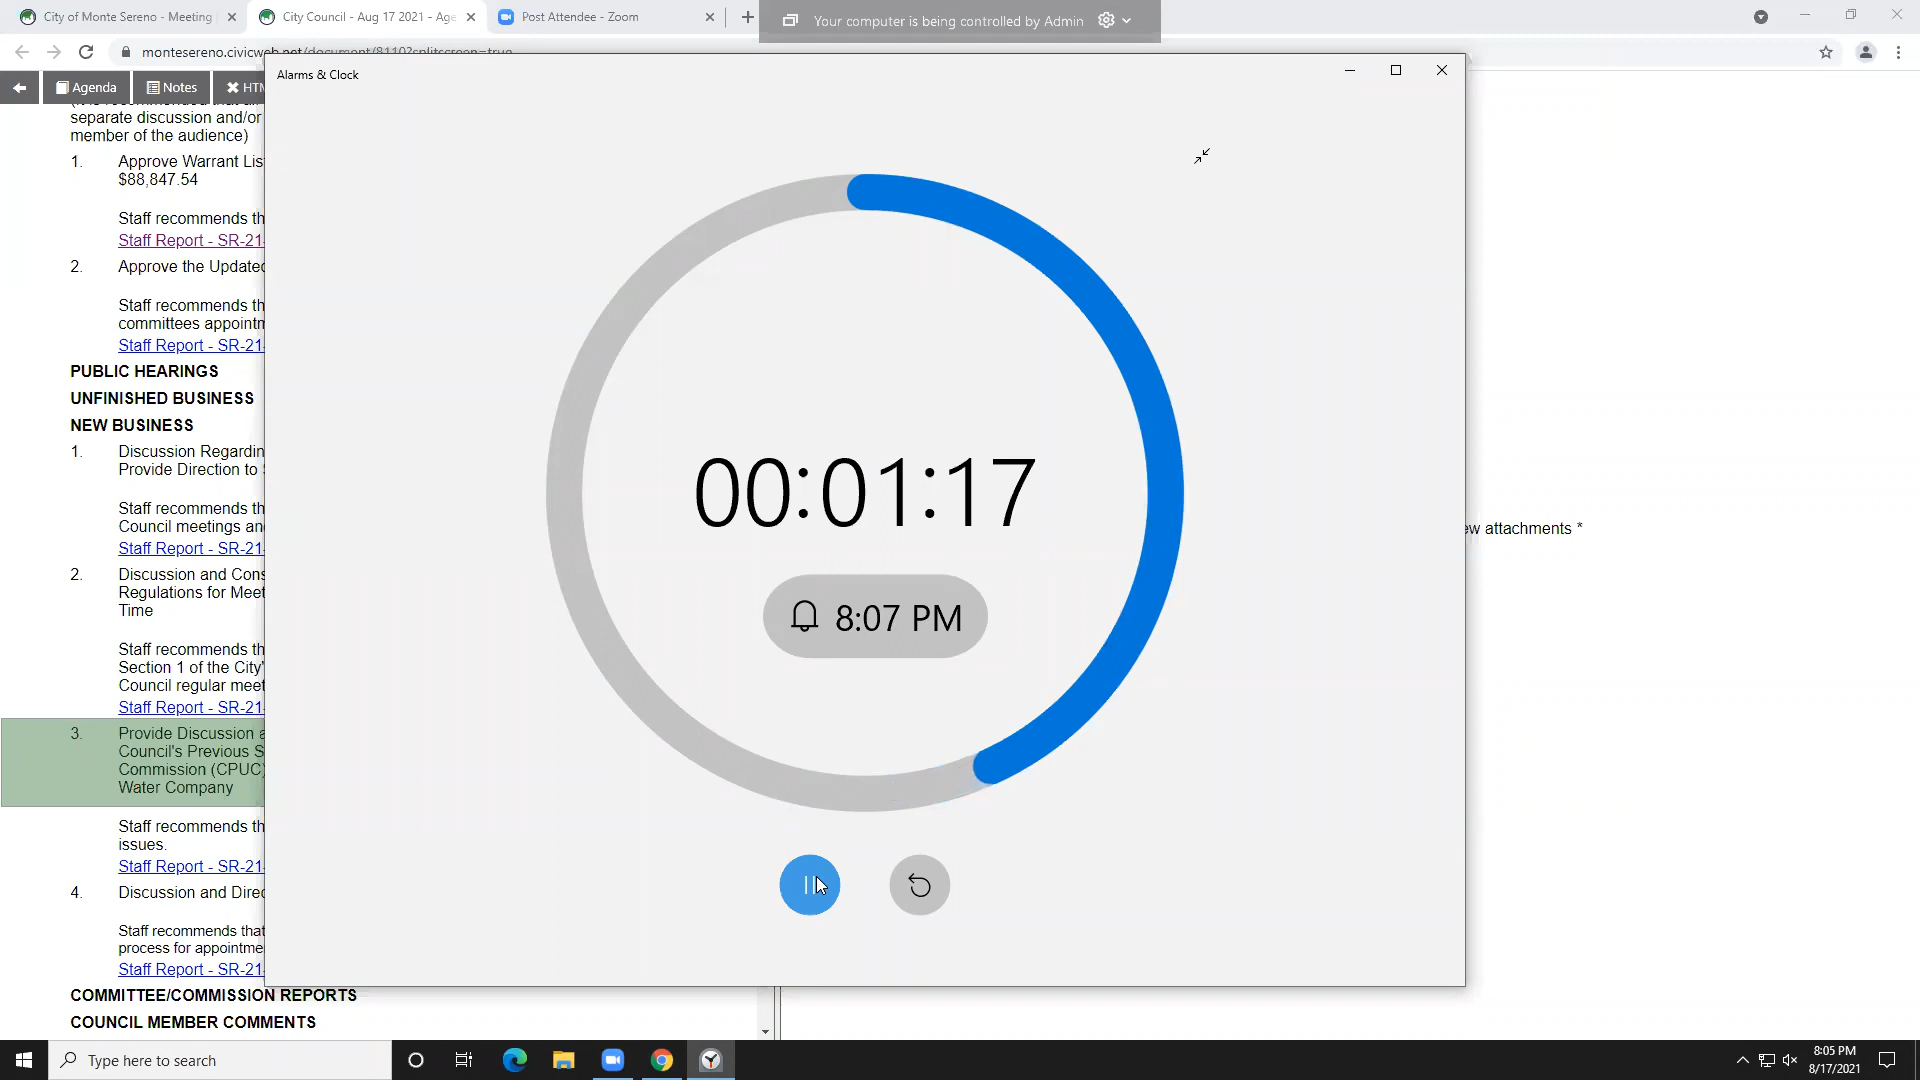 City of Monte Sereno - Meeting
City Council - Aug 17 2021 - Age
Post Attendee - Zoom
Your computer is being controlled by Admin
montesereno.civicweb.net/document/8110?splitscreen=true
Agenda
Notes
HTM
Alarms & Clock
separate discussion and/or
member of the audience)
1. Approve Warrant Lis
$88,847.54
Staff recommends th
Staff Report - SR-21-
2. Approve the Updated
Staff recommends th
committees appointm
Staff Report - SR-21-
PUBLIC HEARINGS
UNFINISHED BUSINESS
NEW BUSINESS
1. Discussion Regardin
Provide Direction to S
Staff recommends th
Council meetings and
Staff Report - SR-21-
2. Discussion and Cons
Regulations for Meet
Time
Staff recommends th
Section 1 of the City'
Council regular meet
Staff Report - SR-21-
3. Provide Discussion a
Council's Previous S
Commission (CPUC)
Water Company
Staff recommends th
issues.
Staff Report - SR-21-
4. Discussion and Direc
Staff recommends that
process for appointme
Staff Report - SR-21-
COMMITTEE/COMMISSION REPORTS
COUNCIL MEMBER COMMENTS
00:01:17
8:07 PM
ew attachments *
Type here to search
8:05 PM
8/17/2021